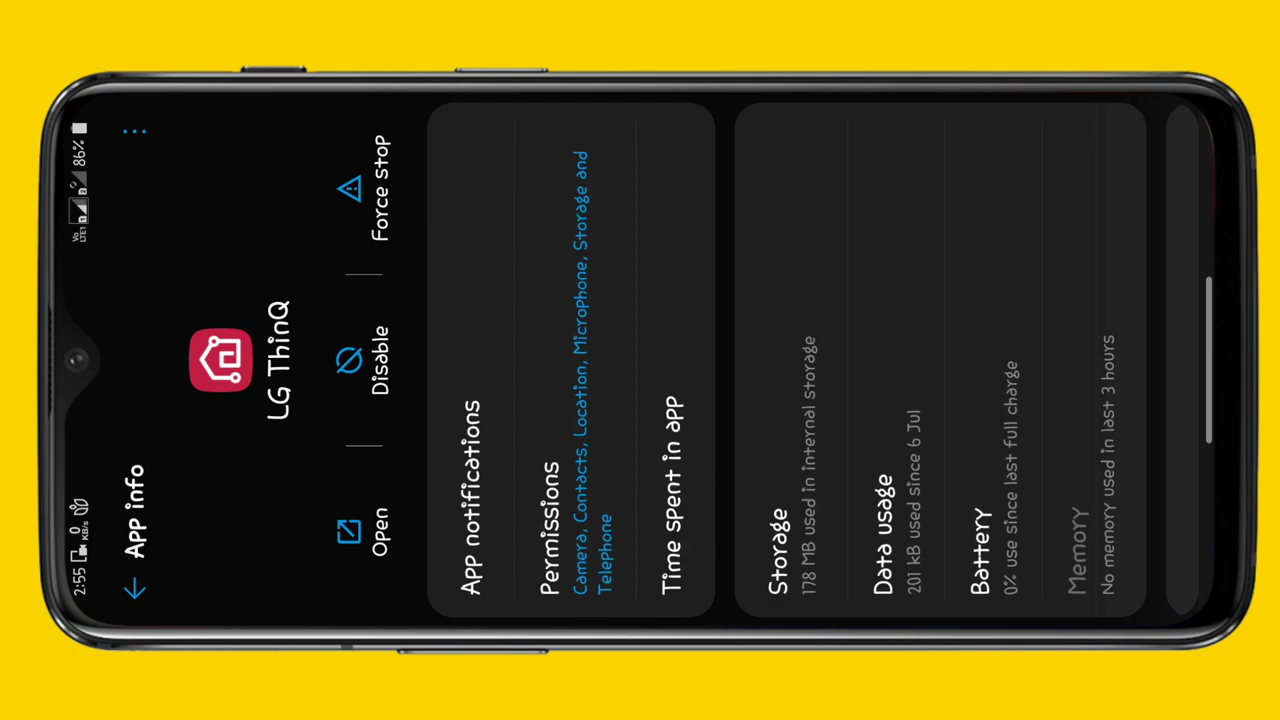 2:55 0 KB/s Vo LTE1 86%
App info
LG ThinQ
Open Disable Force stop
App notifications
Permissions
Camera, Contacts, Location, Microphone, Storage and
Telephone
Time spent in app
Storage
178 MB used in internal storage
Data usage
201 kB used since 6 Jul
Battery
0% use since last full charge
Memory
No memory used in last 3 hours